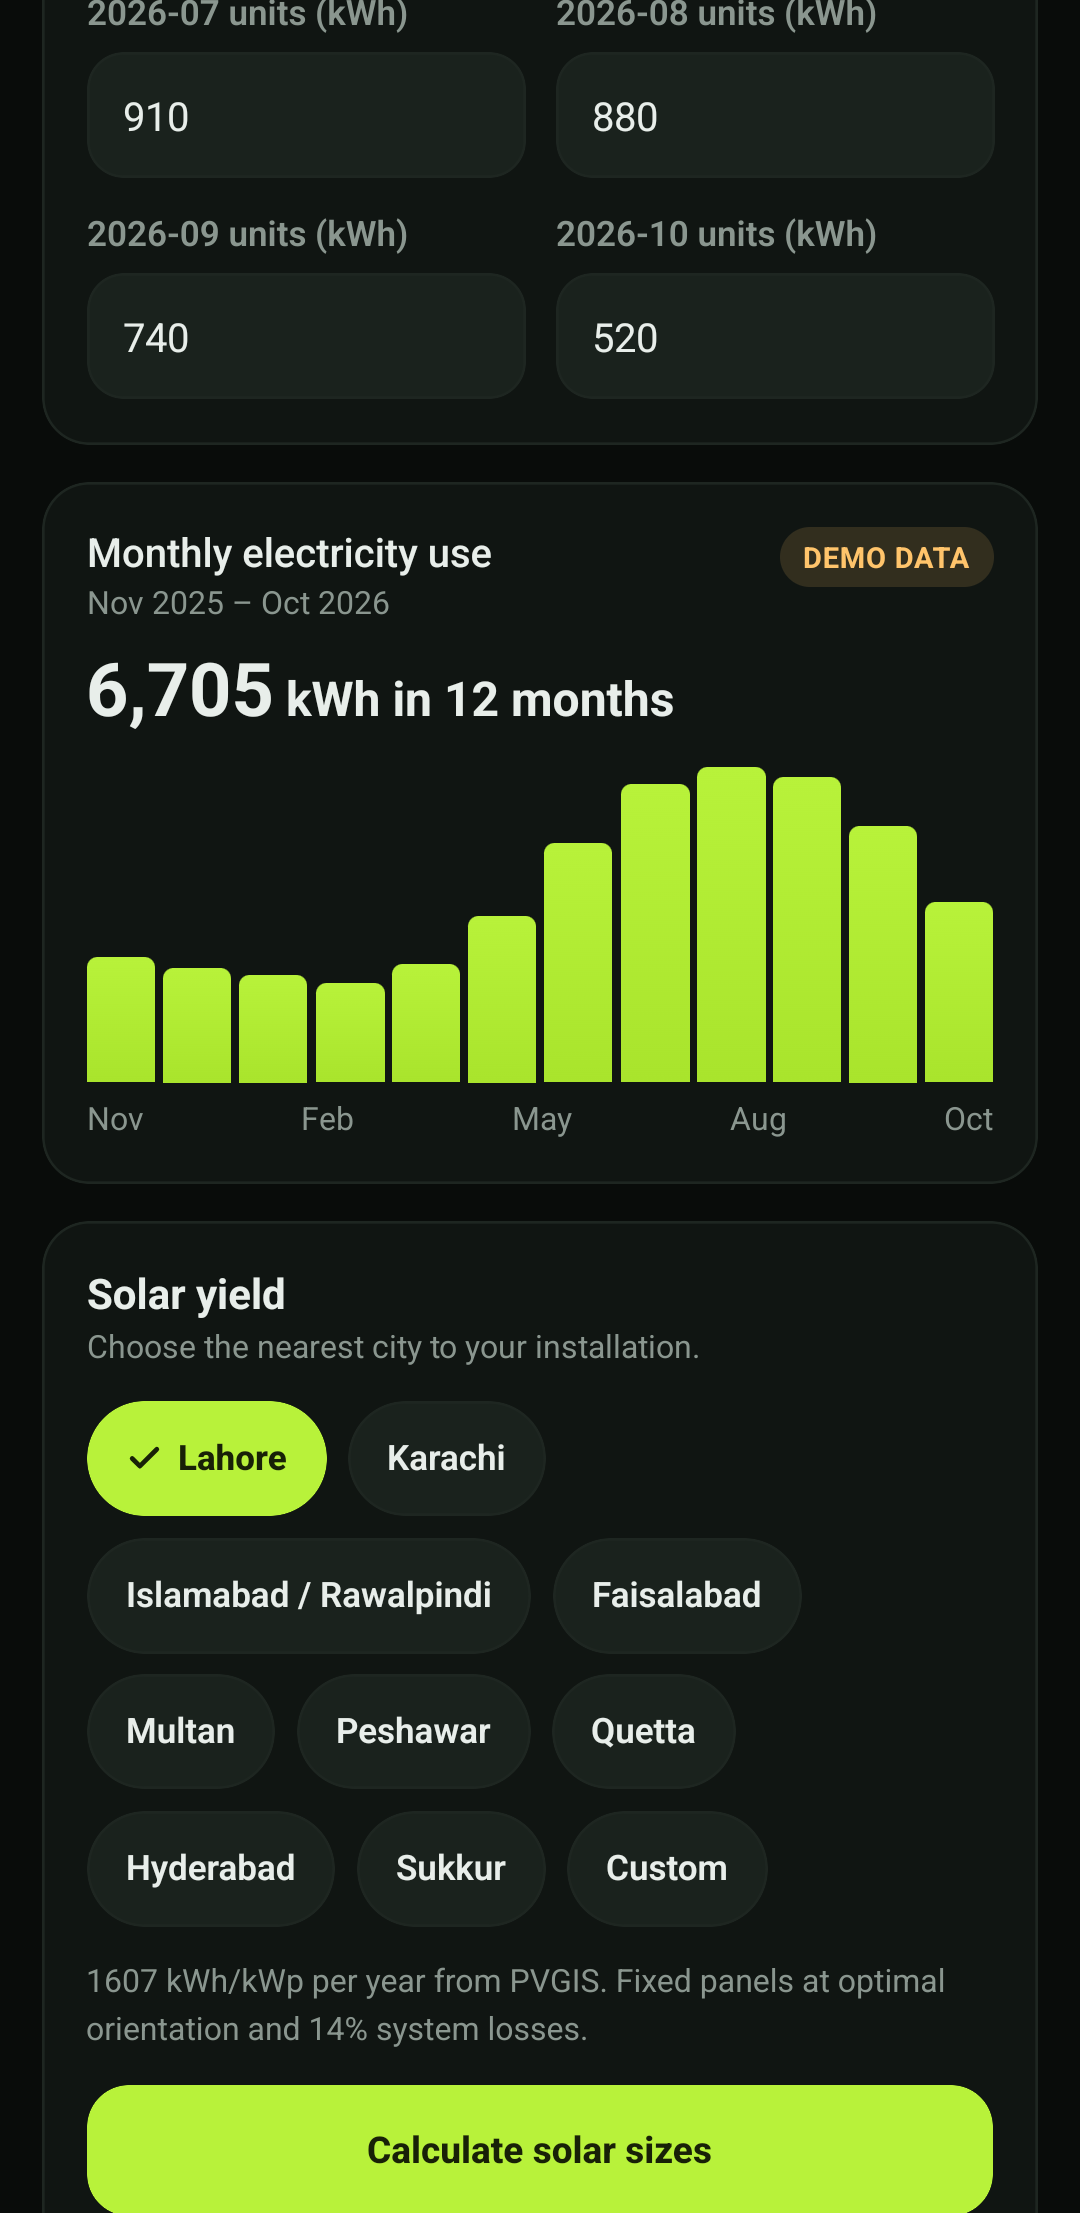 2026-07 units (kWh)
2026-08 units (kWh)
910
880
2026-09 units (kWh)
2026-10 units (kWh)
740
520
Monthly electricity use
DEMO DATA
Nov 2025 – Oct 2026
6,705 kWh in 12 months
Nov
Feb
May
Aug
Oct
Solar yield
Choose the nearest city to your installation.
Lahore
Karachi
Islamabad / Rawalpindi
Faisalabad
Multan
Peshawar
Quetta
Hyderabad
Sukkur
Custom
1607 kWh/kWp per year from PVGIS. Fixed panels at optimal
orientation and 14% system losses.
Calculate solar sizes